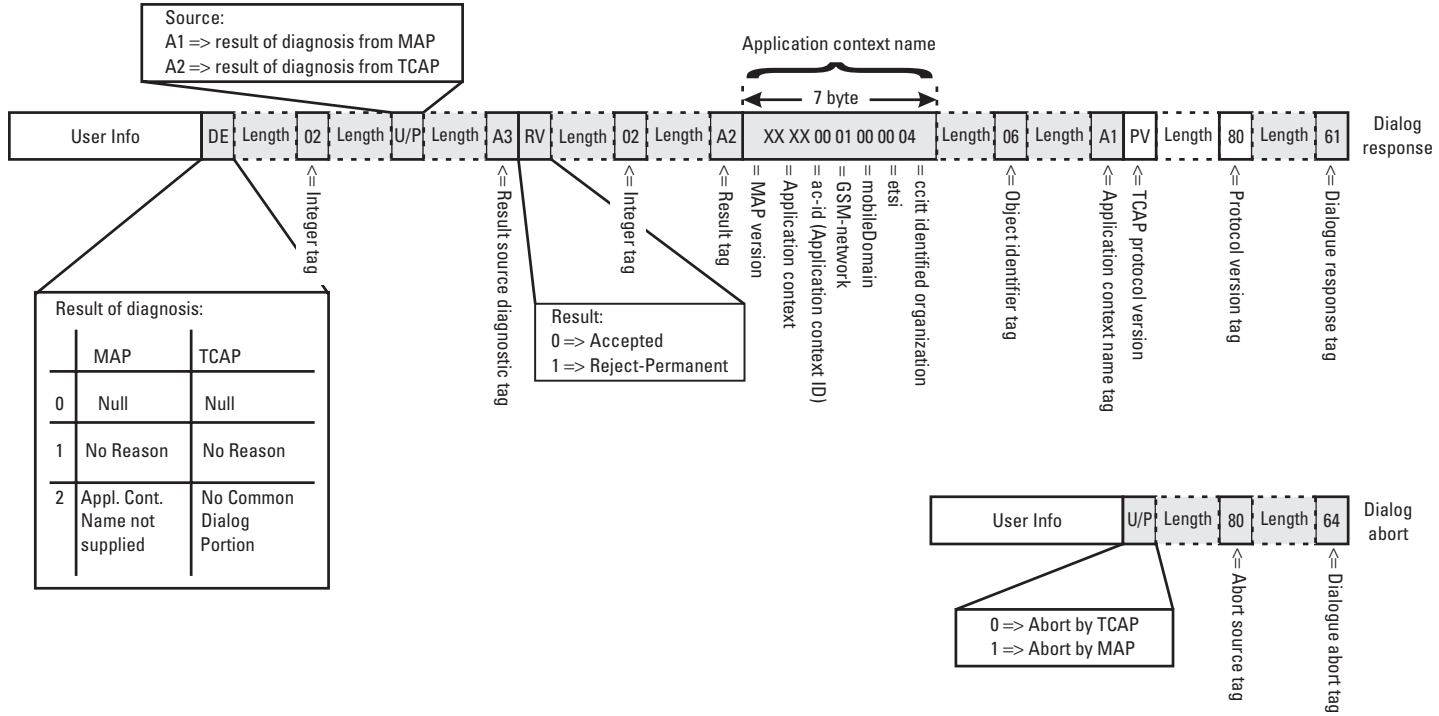 Source:
A1 => result of diagnosis from MAP
A2 => result of diagnosis from TCAP
Application context name
7 byte
User Info DE Length 02 Length U/P Length A3 RV Length 02 Length A2 XX XX 00 01 00 00 04 Length 06 Length A1 PV Length 80 Length 61
Dialog
response
<= Integer tag
<= Result source diagnostic tag
<= Integer tag
<= Result tag
= MAP version
= Application context
= ac-id (Application context ID)
= GSM-network
= mobileDomain
= etsi
= ccitt identified organization
<= Object identifier tag
<= Application context name tag
<= TCAP protocol version
<= Protocol version tag
<= Dialogue response tag
Result of diagnosis:
MAP TCAP
0 Null Null
1 No Reason No Reason
2 Appl. Cont. No Common
Name not Dialog
supplied Portion
Result:
0 => Accepted
1 => Reject-Permanent
User Info U/P Length 80 Length 64
Dialog
abort
0 => Abort by TCAP
1 => Abort by MAP
<= Abort source tag
<= Dialogue abort tag